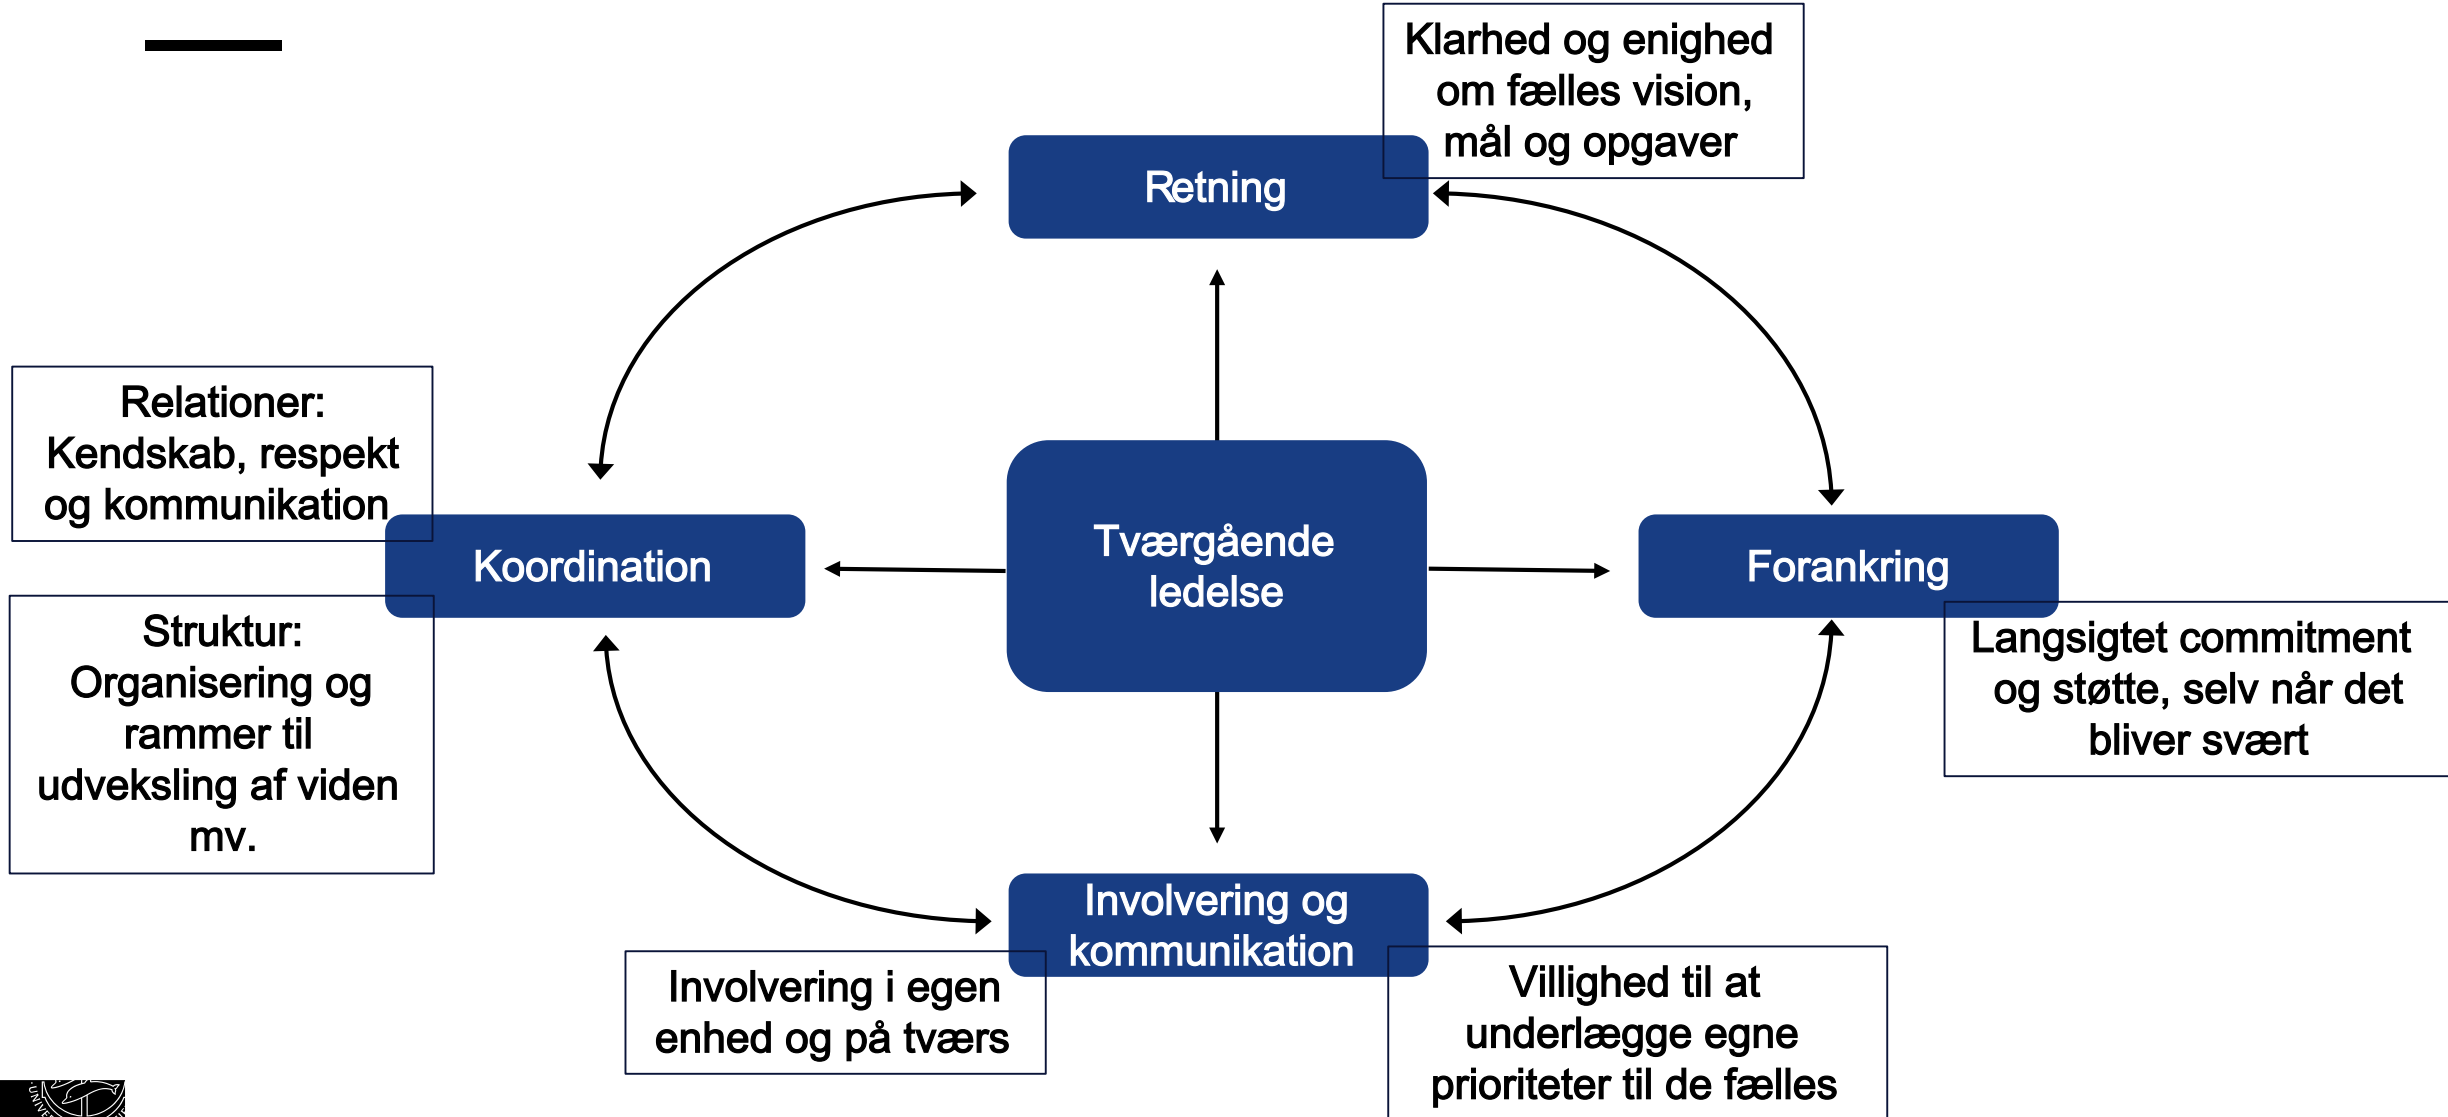 Klarhed og enighed
om fælles vision,
mål og opgaver
Retning
Relationer:
Kendskab, respekt
og kommunikation
Koordination
Tværgående
ledelse
Forankring
Struktur:
Organisering og
rammer til
udveksling af viden
mv.
Langsigtet commitment
og støtte, selv når det
bliver svært
Involvering og
kommunikation
Involvering i egen
enhed og på tværs
Villighed til at
underlægge egne
prioriteter til de fælles